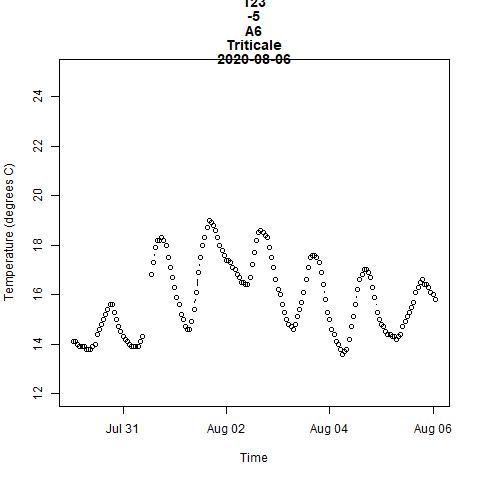 123
-5
A6
Triticale
2020-08-06
Temperature (degrees C)
24
22
20
18
16
14
12
Jul 31
Aug 02
Aug 04
Aug 06
Time